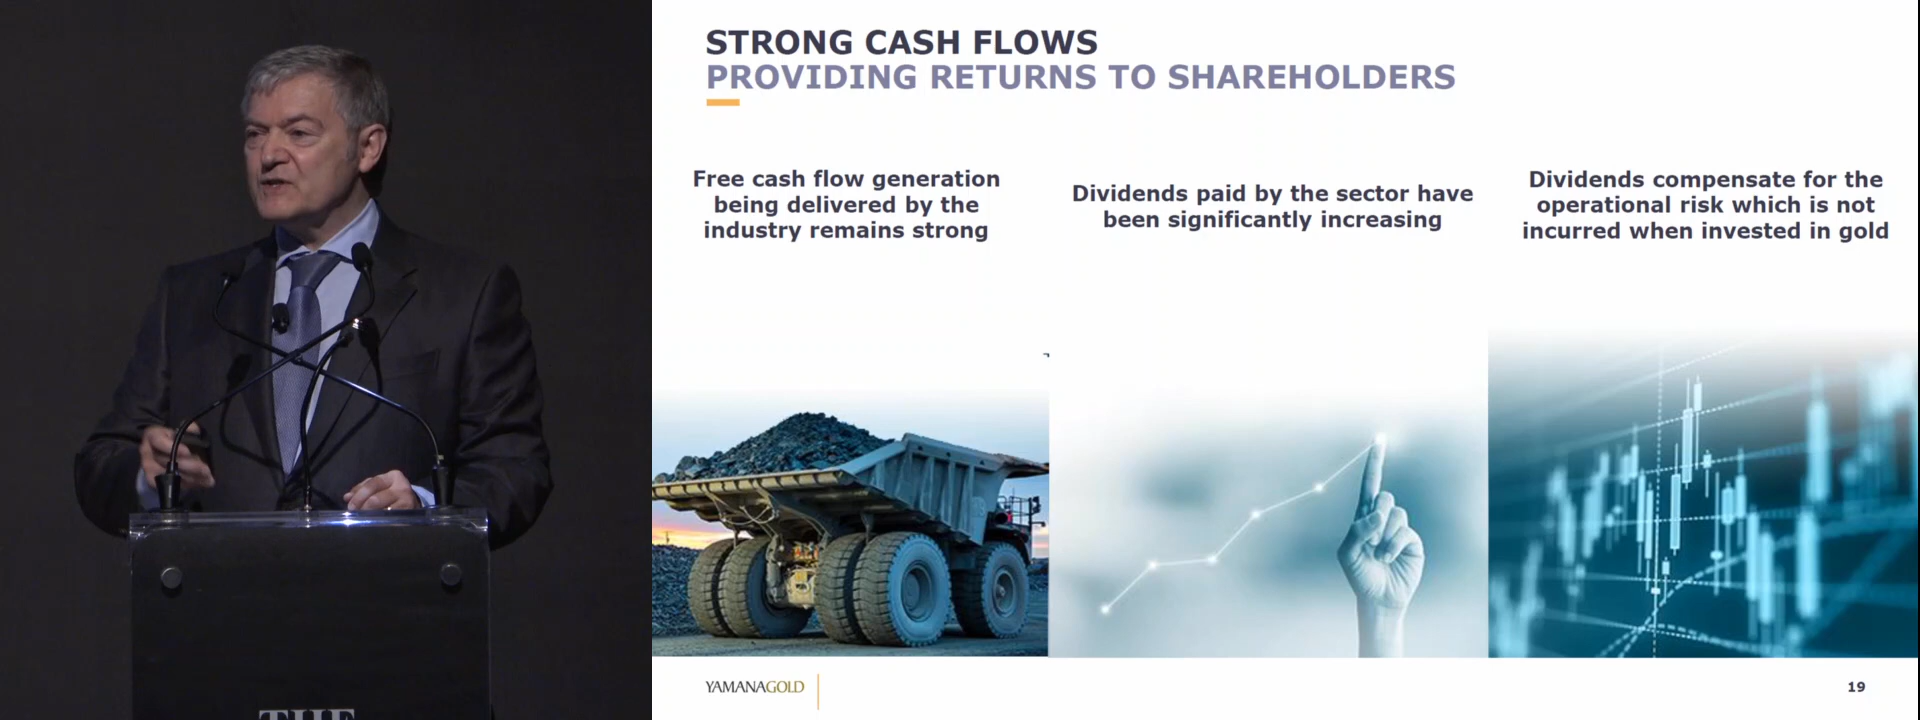 STRONG CASH FLOWS
PROVIDING RETURNS TO SHAREHOLDERS
Free cash flow generation
being delivered by the
industry remains strong
Dividends paid by the sector have
been significantly increasing
Dividends compensate for the
operational risk which is not
incurred when invested in gold
YAMANAGOLD
19
THE